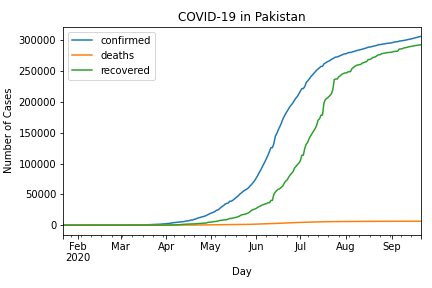 COVID-19 in Pakistan
confirmed
deaths
recovered
300000
250000
200000
150000
100000
50000
0
Number of Cases
Feb Mar Apr May Jun Jul Aug Sep
2020
Day